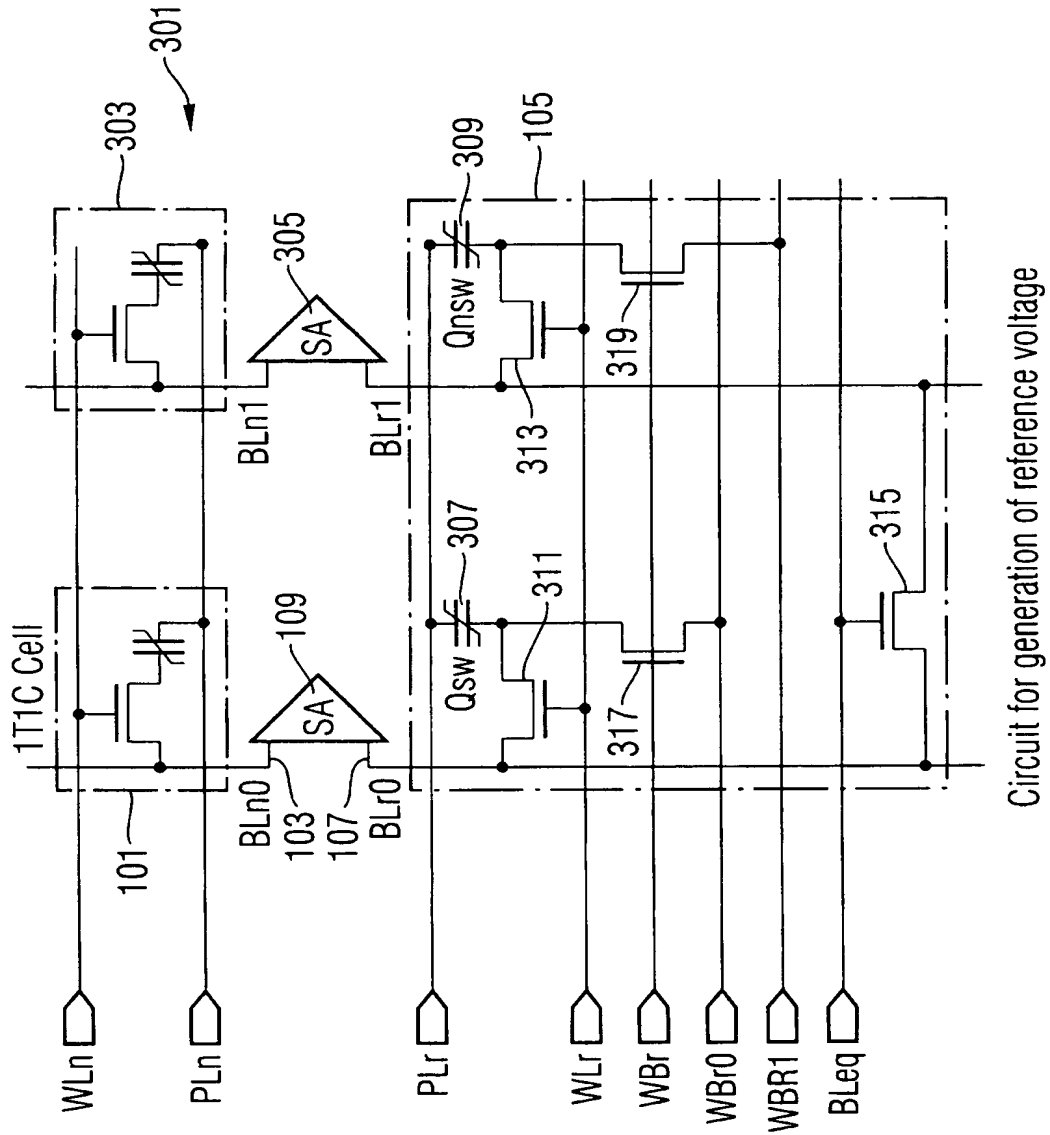 301
303
309
105
305
SA
BLn1
BLr1
Qnsw
313
319
1T1C Cell
101
109
SA
BLn0
103
107
BLr0
307
Qsw
311
317
315
WLn
PLn
PLr
WLr
WBr
WBr0
WBR1
BLeq
Circuit for generation of reference voltage